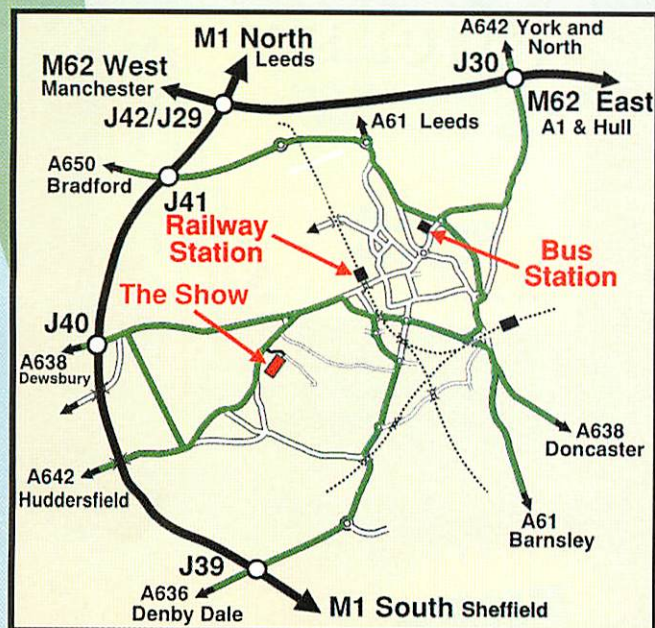 A642 York and
North
M1 North
Leeds
J30
M62 West
Manchester
J42/J29
M62 East
A1 & Hull
A61 Leeds
A650
Bradford
J41
Railway
Station
Bus
Station
The Show
J40
A638
Dewsbury
A638
Doncaster
A642
Huddersfield
A61
Barnsley
J39
A636
Denby Dale
M1 South Sheffield